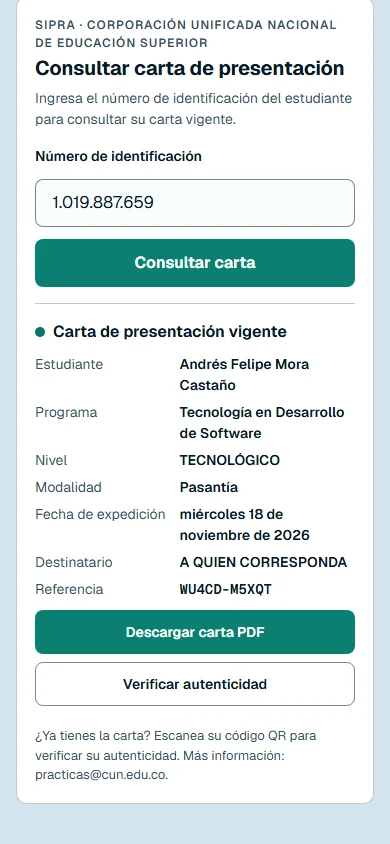 SIPRA · CORPORACIÓN UNIFICADA NACIONAL
DE EDUCACIÓN SUPERIOR
Consultar carta de presentación
Ingresa el número de identificación del estudiante
para consultar su carta vigente.
Número de identificación
1.019.887.659
Consultar carta
Carta de presentación vigente
Estudiante Andrés Felipe Mora
Castaño
Programa Tecnología en Desarrollo
de Software
Nivel TECNOLÓGICO
Modalidad Pasantía
Fecha de expedición miércoles 18 de
noviembre de 2026
Destinatario A QUIEN CORRESPONDA
Referencia WU4CD-M5XQT
Descargar carta PDF
Verificar autenticidad
¿Ya tienes la carta? Escanea su código QR para
verificar su autenticidad. Más información:
practicas@cun.edu.co.